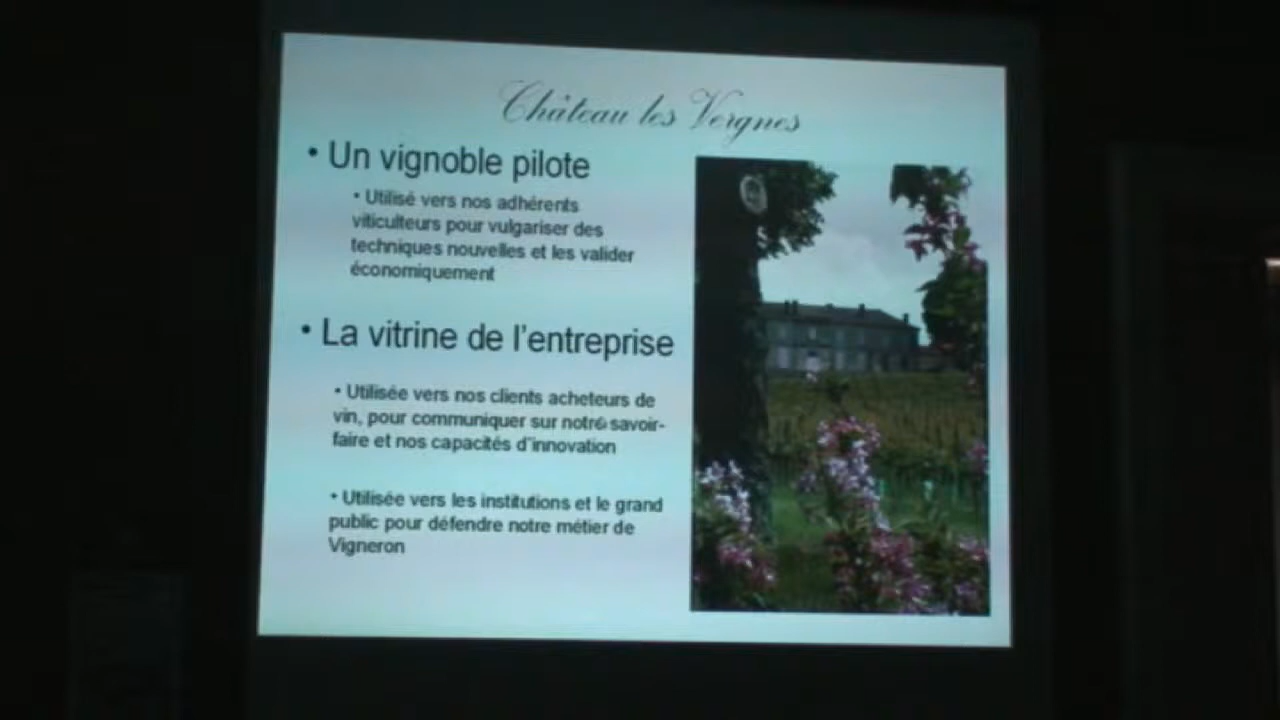 Château les Vergnes
• Un vignoble pilote
• Utilisé vers nos adhérents
viticulteurs pour vulgariser des
techniques nouvelles et les valider
économiquement
• La vitrine de l'entreprise
• Utilisée vers nos clients acheteurs de
vin, pour communiquer sur notre savoir-
faire et nos capacités d'innovation
• Utilisée vers les institutions et le grand
public pour défendre notre métier de
Vigneron